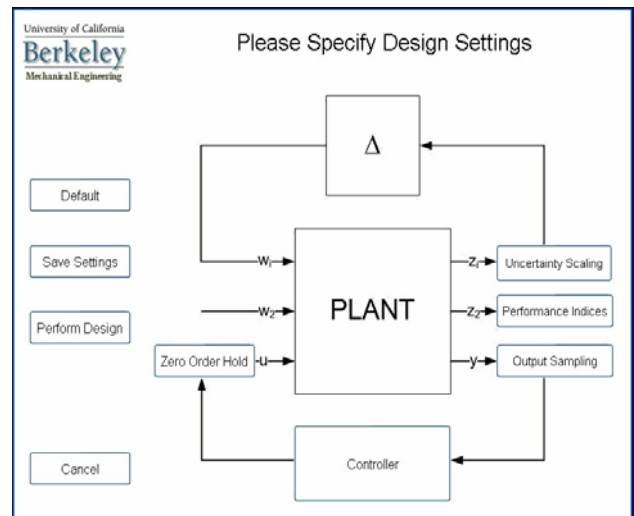 University of California
Berkeley
Mechanical Engineering
Please Specify Design Settings
Δ
Default
Save Settings
Perform Design
Cancel
w₁
w₂
Zero Order Hold
u
PLANT
z₁
Uncertainty Scaling
z₂
Performance Indices
y
Output Sampling
Controller